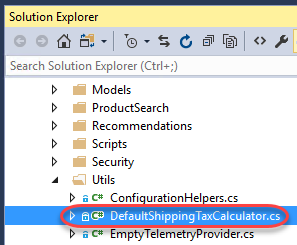 Solution Explorer
Search Solution Explorer (Ctrl+;)
Models
ProductSearch
Recommendations
Scripts
Security
Utils
C# ConfigurationHelpers.cs
C# DefaultShippingTaxCalculator.cs
C# EmptyTelemetryProvider.cs